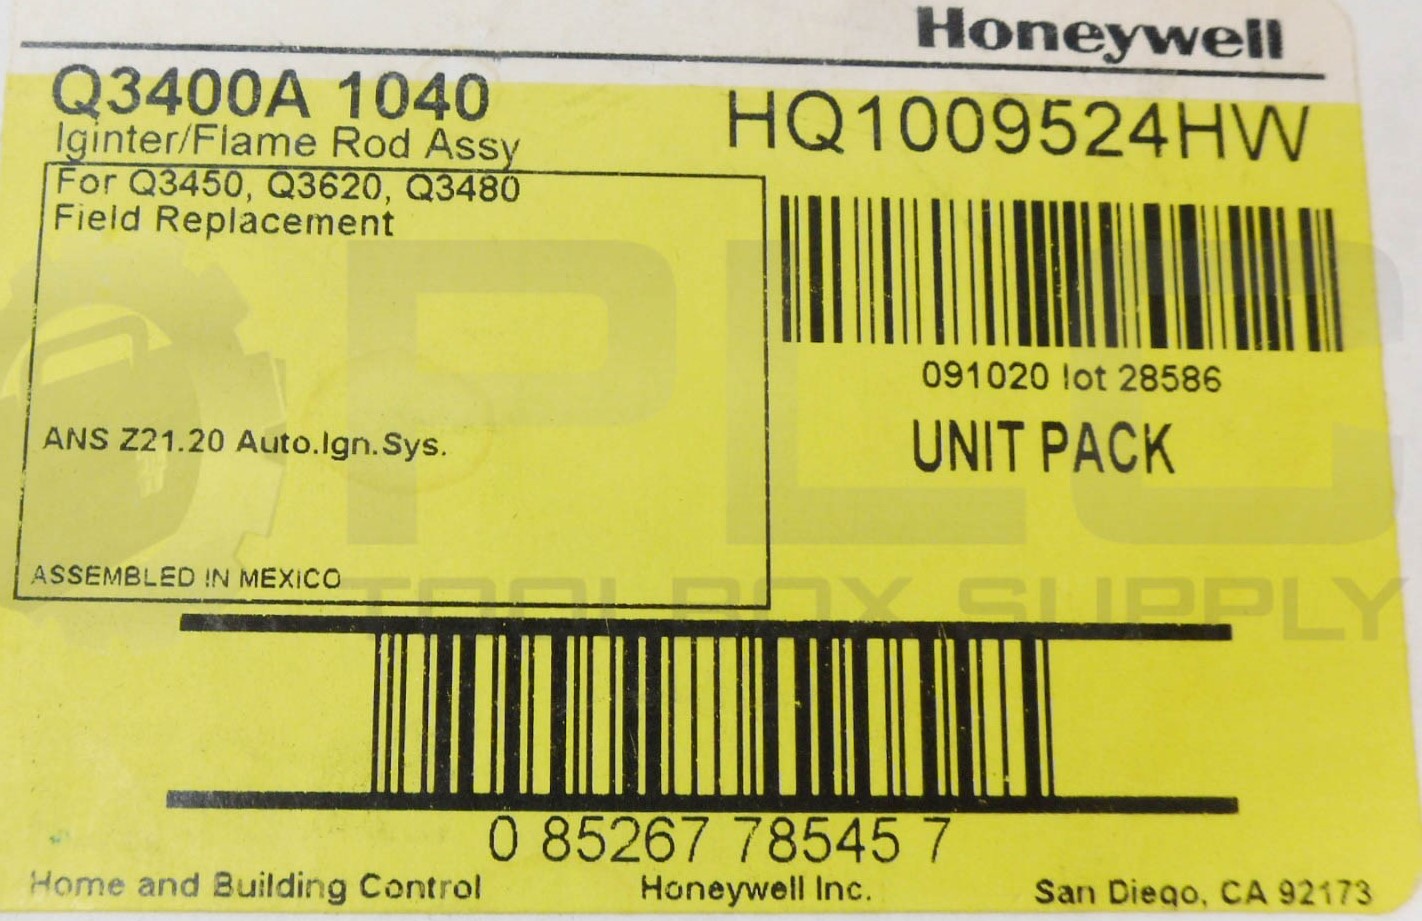 Honeywell
Q3400A 1040
Iginter/Flame Rod Assy
HQ1009524HW
For Q3450, Q3620, Q3480
Field Replacement
091020 lot 28586
UNIT PACK
ANS Z21.20 Auto.Ign.Sys.
ASSEMBLED IN MEXICO
PLC
TOOLBOX SUPPLY
0 85267 78545 7
Home and Building Control
Honeywell Inc.
San Diego, CA 92173